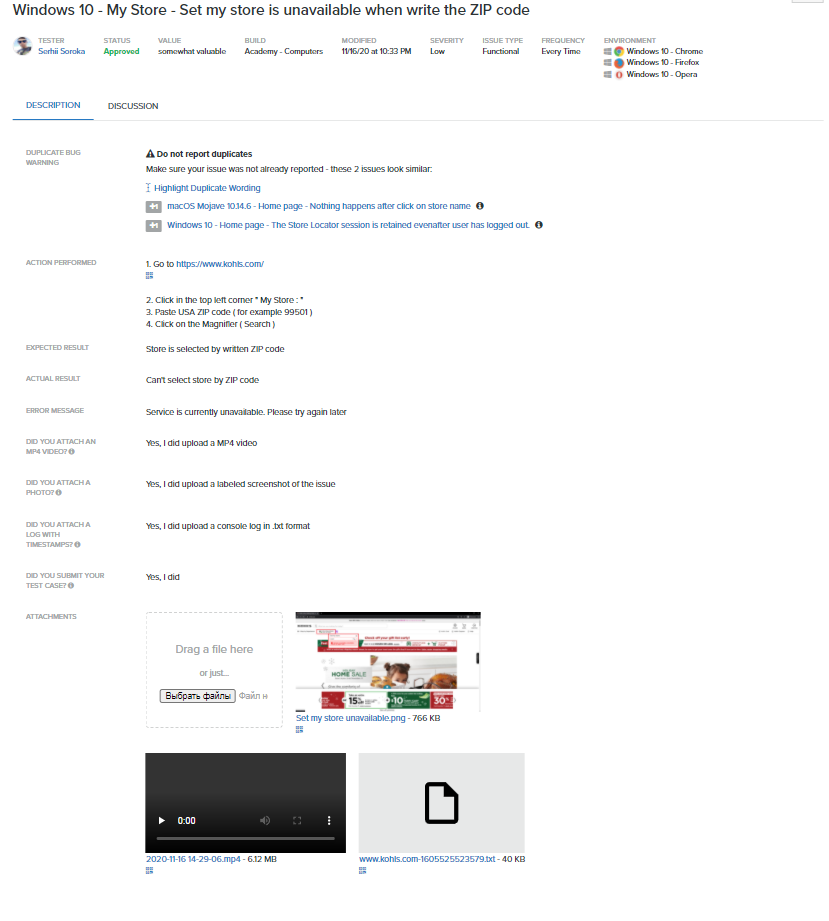 Windows 10 - My Store - Set my store is unavailable when write the ZIP code
TESTER
Serhii Soroka
STATUS
Approved
VALUE
somewhat valuable
BUILD
Academy - Computers
MODIFIED
11/16/20 at 10:33 PM
SEVERITY
Low
ISSUE TYPE
Functional
FREQUENCY
Every Time
ENVIRONMENT
Windows 10 - Chrome
Windows 10 - Firefox
Windows 10 - Opera
DESCRIPTION
DISCUSSION
DUPLICATE BUG
WARNING
Do not report duplicates
Make sure your issue was not already reported - these 2 issues look similar:
Highlight Duplicate Wording
+1 macOS Mojave 10.14.6 - Home page - Nothing happens after click on store name
+1 Windows 10 - Home page - The Store Locator session is retained evenafter user has logged out.
ACTION PERFORMED
1. Go to https://www.kohls.com/
2. Click in the top left corner " My Store : "
3. Paste USA ZIP code ( for example 99501 )
4. Click on the Magnifier ( Search )
EXPECTED RESULT
Store is selected by written ZIP code
ACTUAL RESULT
Can't select store by ZIP code
ERROR MESSAGE
Service is currently unavailable. Please try again later
DID YOU ATTACH AN
MP4 VIDEO?
Yes, I did upload a MP4 video
DID YOU ATTACH A
PHOTO?
Yes, I did upload a labeled screenshot of the issue
DID YOU ATTACH A
LOG WITH
TIMESTAMPS?
Yes, I did upload a console log in .txt format
DID YOU SUBMIT YOUR
TEST CASE?
Yes, I did
ATTACHMENTS
Drag a file here
or just...
Выбрать файлы Файл н
HOME SALE
15%
10
30%
Set my store unavailable.png - 766 KB
0:00
2020-11-16 14-29-06.mp4 - 6.12 MB
www.kohls.com-1605525523579.txt - 40 KB